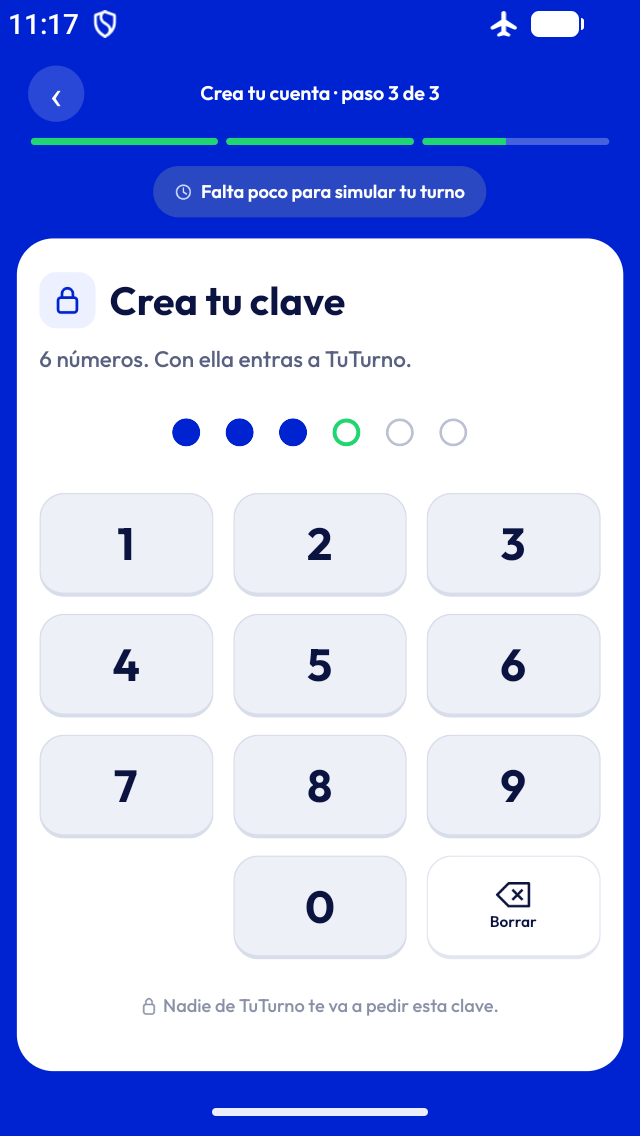 11:17
Crea tu cuenta · paso 3 de 3
Falta poco para simular tu turno
Crea tu clave
6 números. Con ella entras a TuTurno.
1 2 3
4 5 6
7 8 9
0
Borrar
Nadie de TuTurno te va a pedir esta clave.